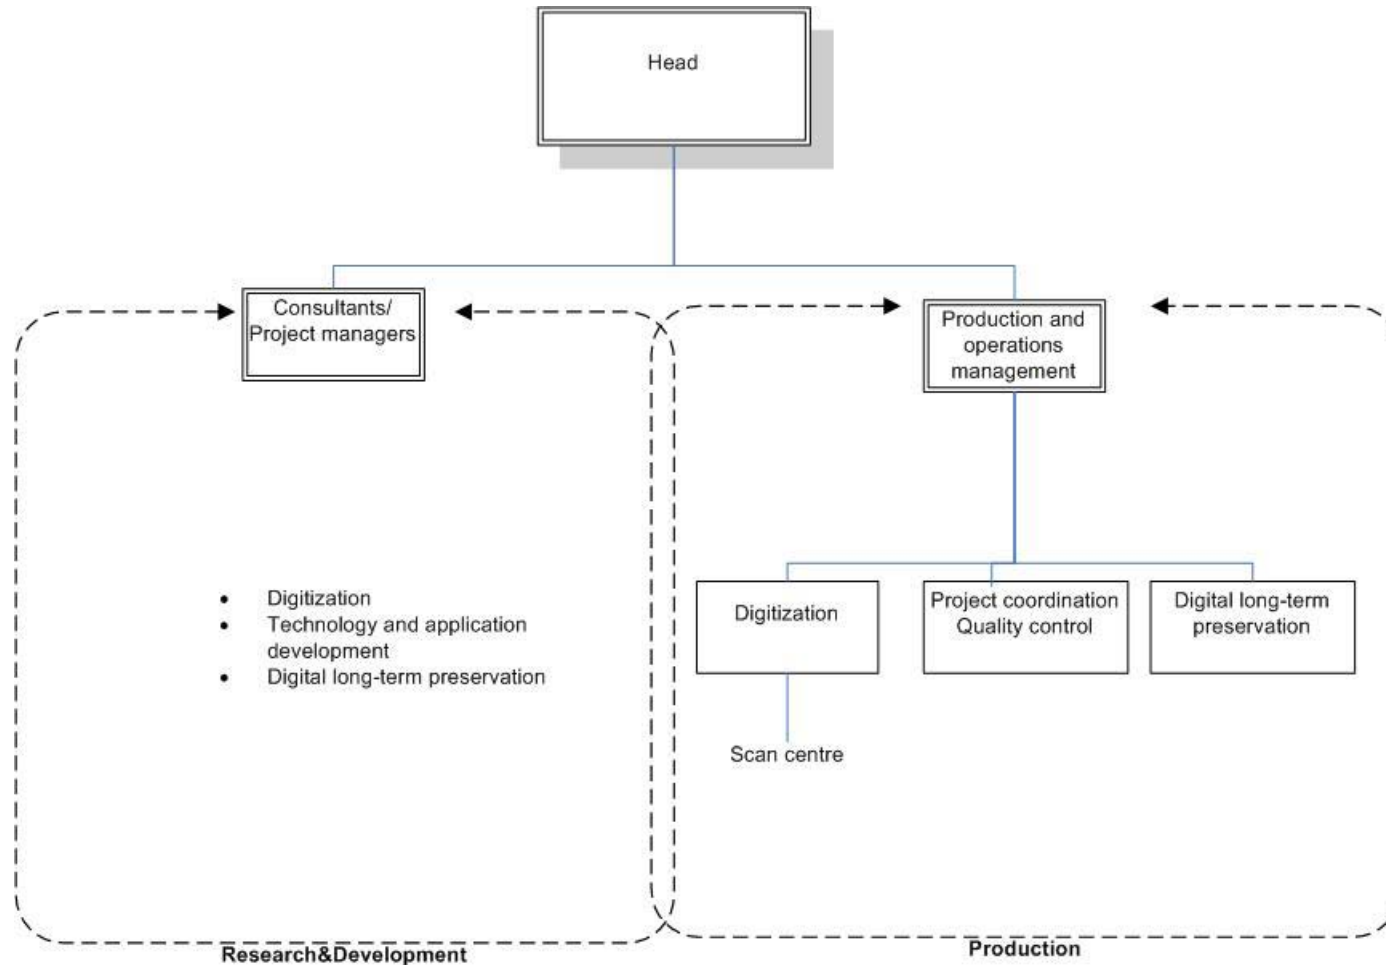 Head
Consultants/
Project managers
Production and
operations
management
• Digitization
• Technology and application
development
• Digital long-term preservation
Digitization
Project coordination
Quality control
Digital long-term
preservation
Scan centre
Research&Development
Production